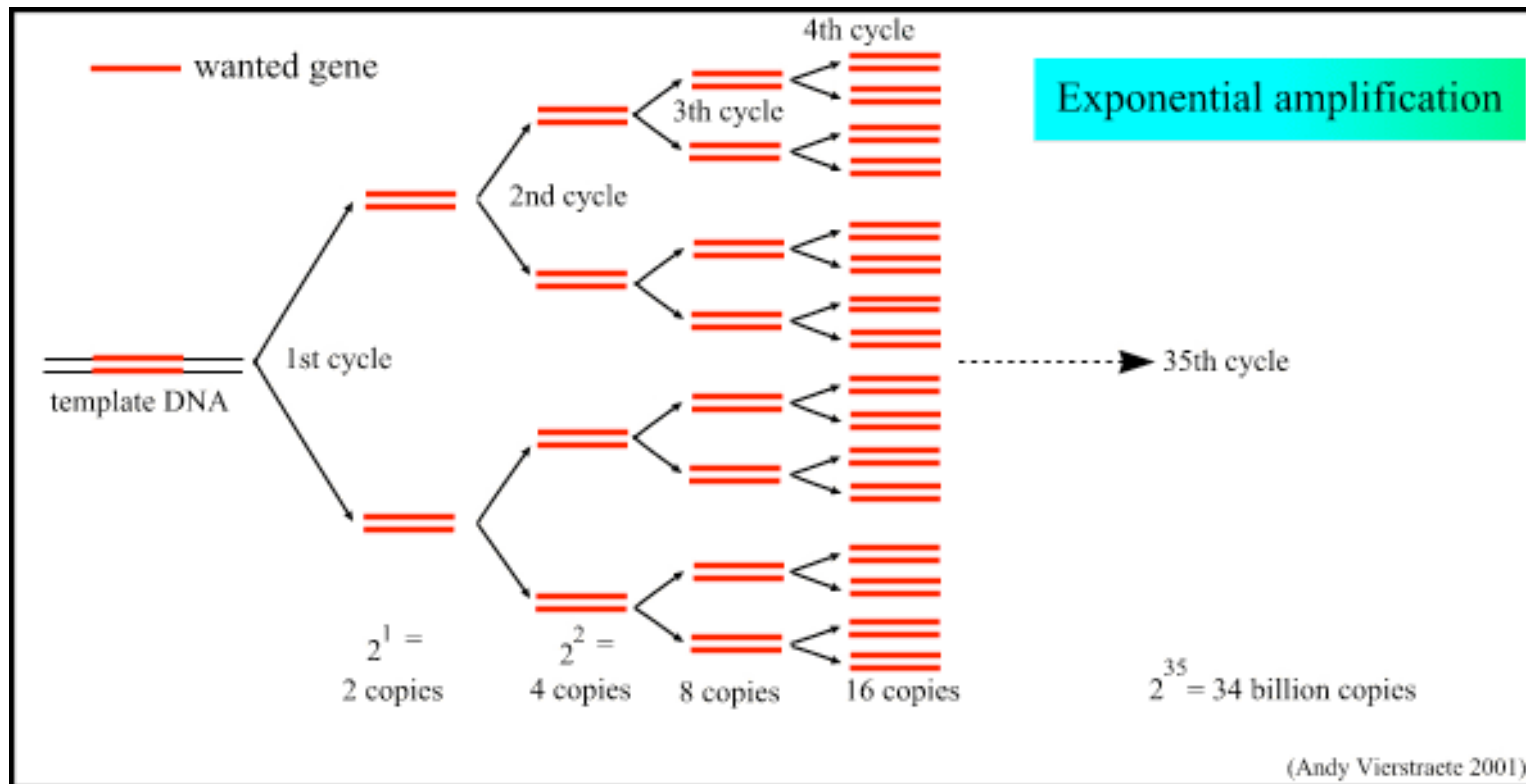 4th cycle
wanted gene
Exponential amplification
3th cycle
2nd cycle
1st cycle
template DNA
35th cycle
2^1 =
2 copies
2^2 =
4 copies
8 copies
16 copies
2^35 = 34 billion copies
(Andy Vierstraete 2001)